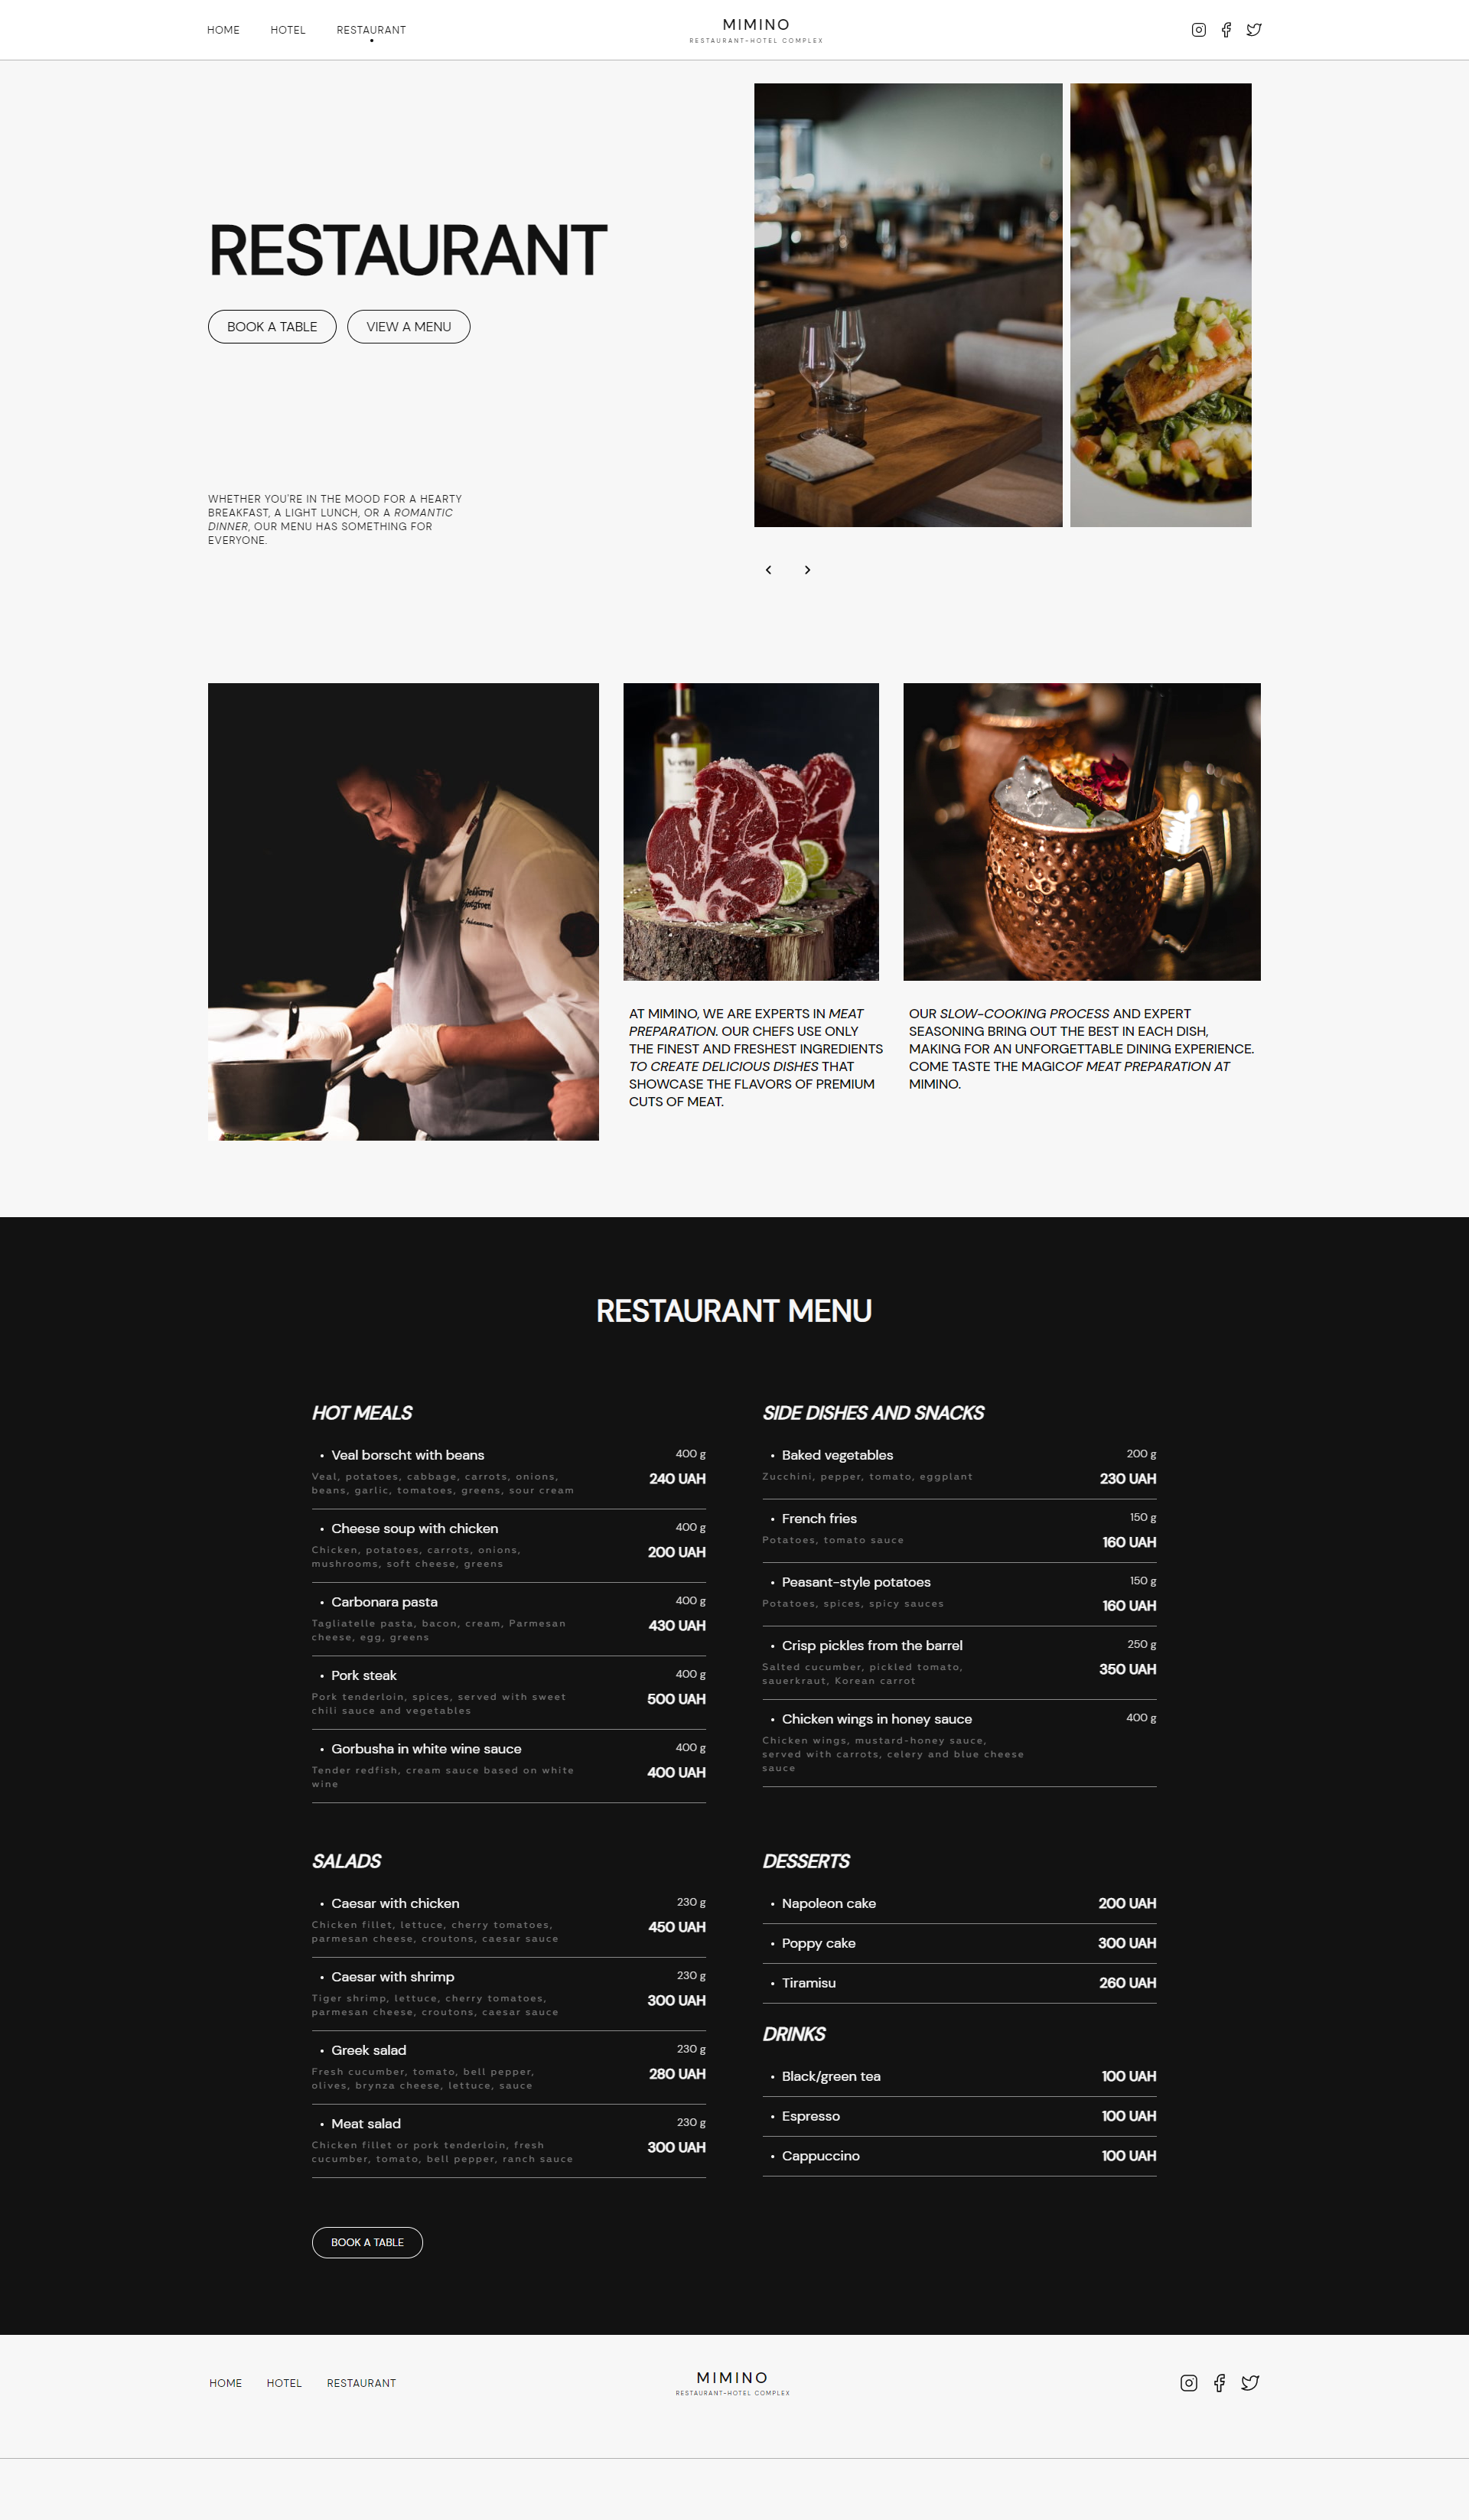 HOME
HOTEL
RESTAURANT
MIMINO
RESTAURANT-HOTEL COMPLEX
RESTAURANT
BOOK A TABLE
VIEW A MENU
WHETHER YOU'RE IN THE MOOD FOR A HEARTY
BREAKFAST, A LIGHT LUNCH, OR A ROMANTIC
DINNER, OUR MENU HAS SOMETHING FOR
EVERYONE.
AT MIMINO, WE ARE EXPERTS IN MEAT
PREPARATION. OUR CHEFS USE ONLY
THE FINEST AND FRESHEST INGREDIENTS
TO CREATE DELICIOUS DISHES THAT
SHOWCASE THE FLAVORS OF PREMIUM
CUTS OF MEAT.
OUR SLOW-COOKING PROCESS AND EXPERT
SEASONING BRING OUT THE BEST IN EACH DISH,
MAKING FOR AN UNFORGETTABLE DINING EXPERIENCE.
COME TASTE THE MAGICOF MEAT PREPARATION AT
MIMINO.
RESTAURANT MENU
HOT MEALS
• Veal borscht with beans
400 g
Veal, potatoes, cabbage, carrots, onions,
beans, garlic, tomatoes, greens, sour cream
240 UAH
• Cheese soup with chicken
400 g
Chicken, potatoes, carrots, onions,
mushrooms, soft cheese, greens
200 UAH
• Carbonara pasta
400 g
Tagliatelle pasta, bacon, cream, Parmesan
cheese, egg, greens
430 UAH
• Pork steak
400 g
Pork tenderloin, spices, served with sweet
chili sauce and vegetables
500 UAH
• Gorbusha in white wine sauce
400 g
Tender redfish, cream sauce based on white
wine
400 UAH
SIDE DISHES AND SNACKS
• Baked vegetables
200 g
Zucchini, pepper, tomato, eggplant
230 UAH
• French fries
150 g
Potatoes, tomato sauce
160 UAH
• Peasant-style potatoes
150 g
Potatoes, spices, spicy sauces
160 UAH
• Crisp pickles from the barrel
250 g
Salted cucumber, pickled tomato,
sauerkraut, Korean carrot
350 UAH
• Chicken wings in honey sauce
400 g
Chicken wings, mustard-honey sauce,
served with carrots, celery and blue cheese
sauce
SALADS
• Caesar with chicken
230 g
Chicken fillet, lettuce, cherry tomatoes,
parmesan cheese, croutons, caesar sauce
450 UAH
• Caesar with shrimp
230 g
Tiger shrimp, lettuce, cherry tomatoes,
parmesan cheese, croutons, caesar sauce
300 UAH
• Greek salad
230 g
Fresh cucumber, tomato, bell pepper,
olives, brynza cheese, lettuce, sauce
280 UAH
• Meat salad
230 g
Chicken fillet or pork tenderloin, fresh
cucumber, tomato, bell pepper, ranch sauce
300 UAH
DESSERTS
• Napoleon cake
200 UAH
• Poppy cake
300 UAH
• Tiramisu
260 UAH
DRINKS
• Black/green tea
100 UAH
• Espresso
100 UAH
• Cappuccino
100 UAH
BOOK A TABLE
HOME
HOTEL
RESTAURANT
MIMINO
RESTAURANT-HOTEL COMPLEX